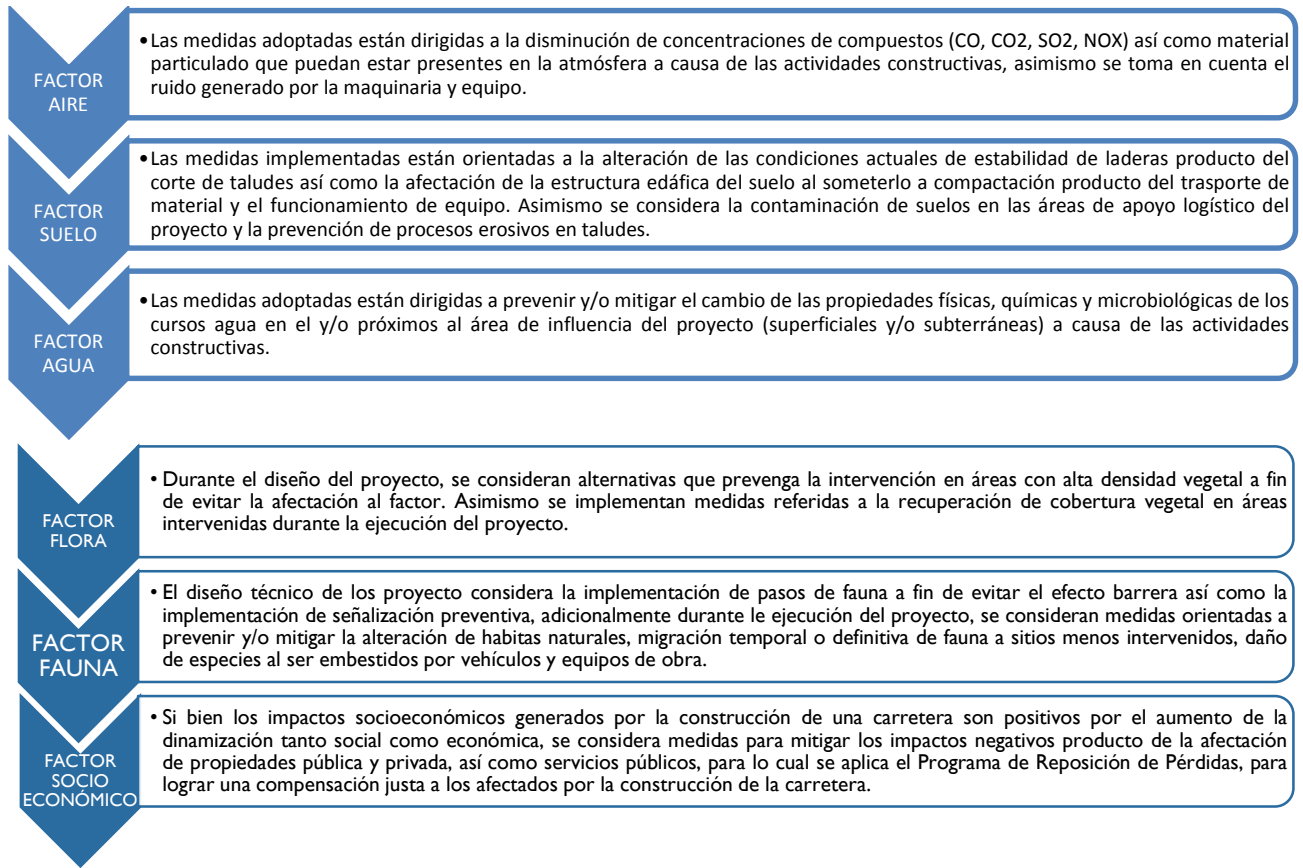 FACTOR
AIRE
•Las medidas adoptadas están dirigidas a la disminución de concentraciones de compuestos (CO, CO2, SO2, NOX) así como material
particulado que puedan estar presentes en la atmósfera a causa de las actividades constructivas, asimismo se toma en cuenta el
ruido generado por la maquinaria y equipo.
FACTOR
SUELO
•Las medidas implementadas están orientadas a la alteración de las condiciones actuales de estabilidad de laderas producto del
corte de taludes así como la afectación de la estructura edáfica del suelo al someterlo a compactación producto del trasporte de
material y el funcionamiento de equipo. Asimismo se considera la contaminación de suelos en las áreas de apoyo logístico del
proyecto y la prevención de procesos erosivos en taludes.
FACTOR
AGUA
•Las medidas adoptadas están dirigidas a prevenir y/o mitigar el cambio de las propiedades físicas, químicas y microbiológicas de los
cursos agua en el y/o próximos al área de influencia del proyecto (superficiales y/o subterráneas) a causa de las actividades
constructivas.
FACTOR
FLORA
• Durante el diseño del proyecto, se consideran alternativas que prevenga la intervención en áreas con alta densidad vegetal a fin
de evitar la afectación al factor. Asimismo se implementan medidas referidas a la recuperación de cobertura vegetal en áreas
intervenidas durante la ejecución del proyecto.
FACTOR
FAUNA
• El diseño técnico de los proyecto considera la implementación de pasos de fauna a fin de evitar el efecto barrera así como la
implementación de señalización preventiva, adicionalmente durante le ejecución del proyecto, se consideran medidas orientadas a
prevenir y/o mitigar la alteración de habitas naturales, migración temporal o definitiva de fauna a sitios menos intervenidos, daño
de especies al ser embestidos por vehículos y equipos de obra.
FACTOR
SOCIO
ECONÓMICO
• Si bien los impactos socioeconómicos generados por la construcción de una carretera son positivos por el aumento de la
dinamización tanto social como económica, se considera medidas para mitigar los impactos negativos producto de la afectación
de propiedades pública y privada, así como servicios públicos, para lo cual se aplica el Programa de Reposición de Pérdidas, para
lograr una compensación justa a los afectados por la construcción de la carretera.